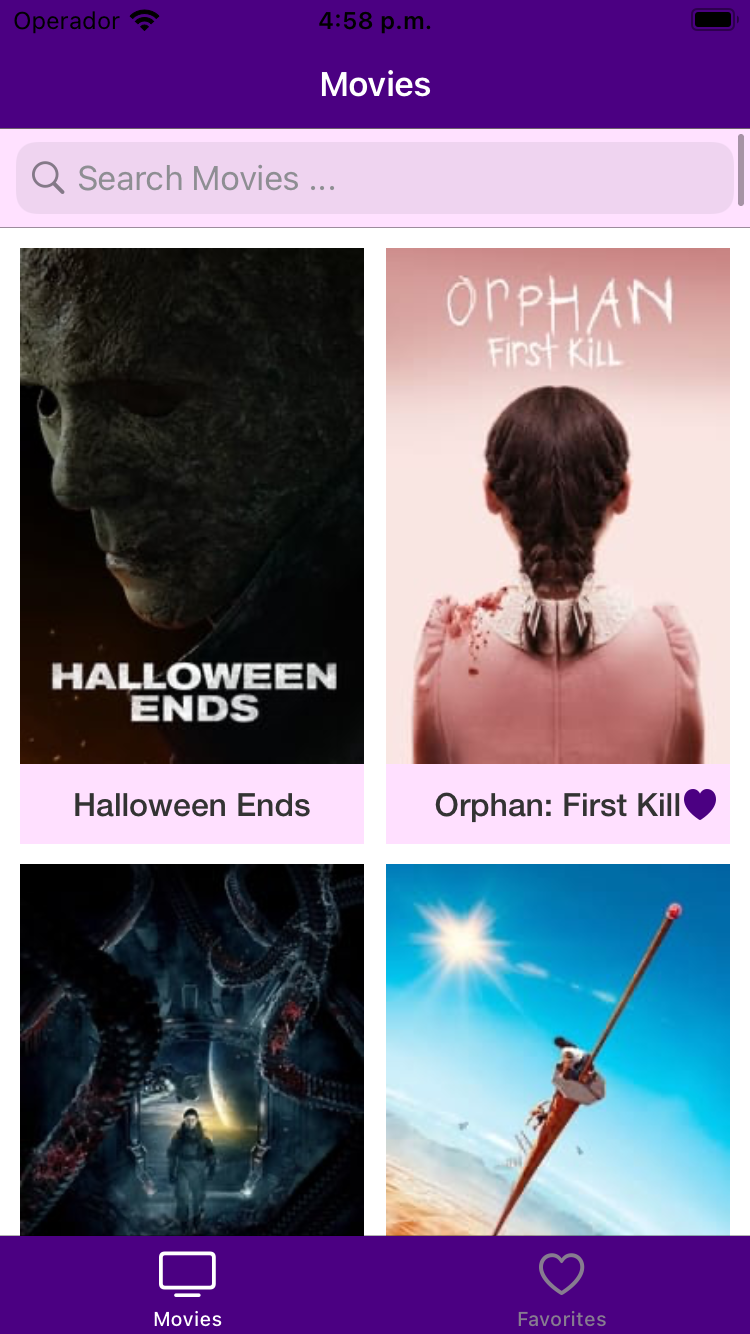 Operador 4:58 p.m.
Movies
Search Movies ...
HALLOWEEN
ENDS
OrPHAN
First KiLL
Halloween Ends
Orphan: First Kill
Movies
Favorites